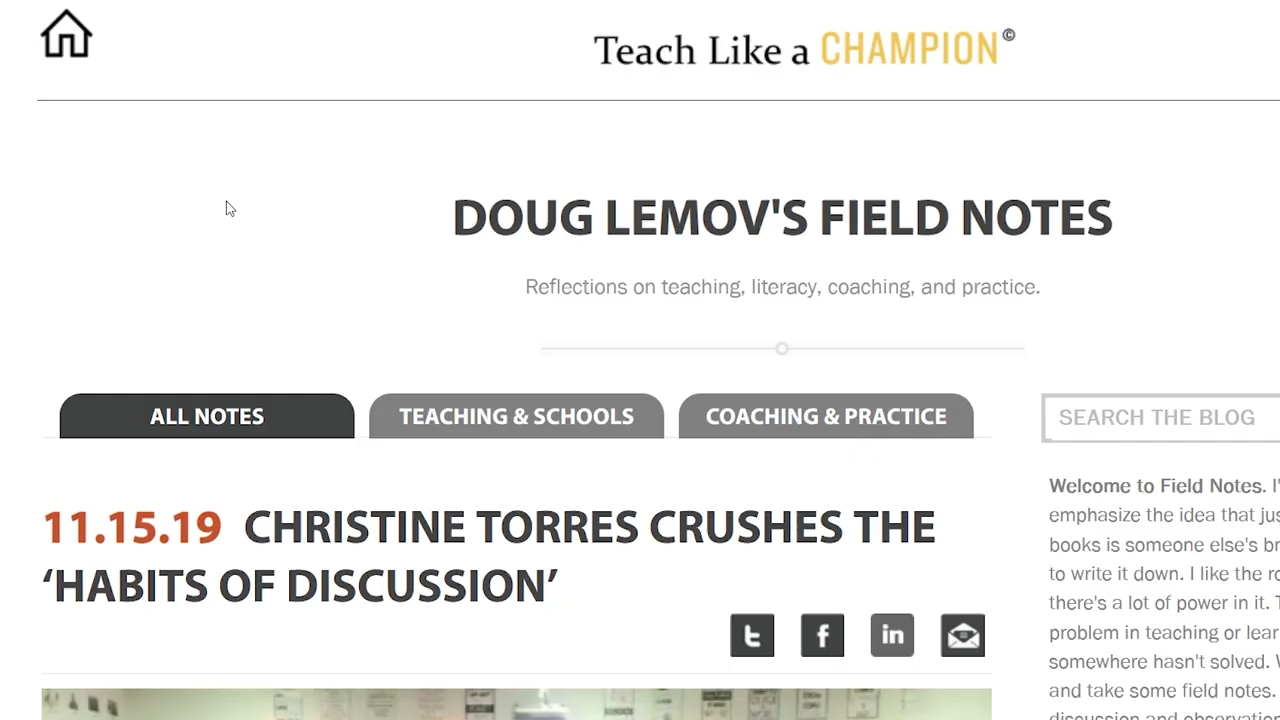 Teach Like a CHAMPION©
DOUG LEMOV'S FIELD NOTES
Reflections on teaching, literacy, coaching, and practice.
ALL NOTES
TEACHING & SCHOOLS
COACHING & PRACTICE
SEARCH THE BLOG
11.15.19 CHRISTINE TORRES CRUSHES THE
‘HABITS OF DISCUSSION’
Welcome to Field Notes. I'
emphasize the idea that jus
books is someone else's br
to write it down. I like the ro
there's a lot of power in it. T
problem in teaching or lear
somewhere hasn't solved. W
and take some field notes.
discussion and observation